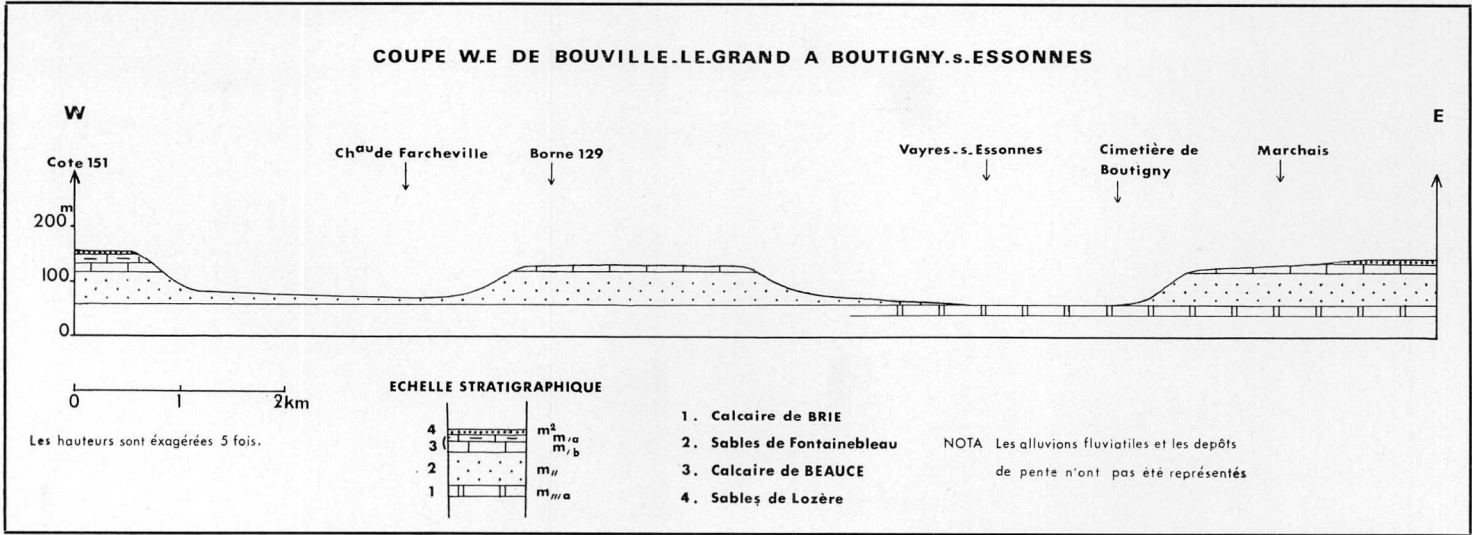 COUPE W.E DE BOUVILLE.LE.GRAND A BOUTIGNY.s.ESSONNES
W
E
Cote 151
Chau de Farcheville
Borne 129
Vayres.s.Essonnes
Cimetière de
Boutigny
Marchais
m
200
100
0
0 1 2km
Les hauteurs sont éxagérées 5 fois.
ECHELLE STRATIGRAPHIQUE
4 m²
3 m,a
m,b
2 m,,
1 m,,,a
1. Calcaire de BRIE
2. Sables de Fontainebleau
3. Calcaire de BEAUCE
4. Sables de Lozère
NOTA Les alluvions fluviatiles et les depôts
de pente n'ont pas été représentés